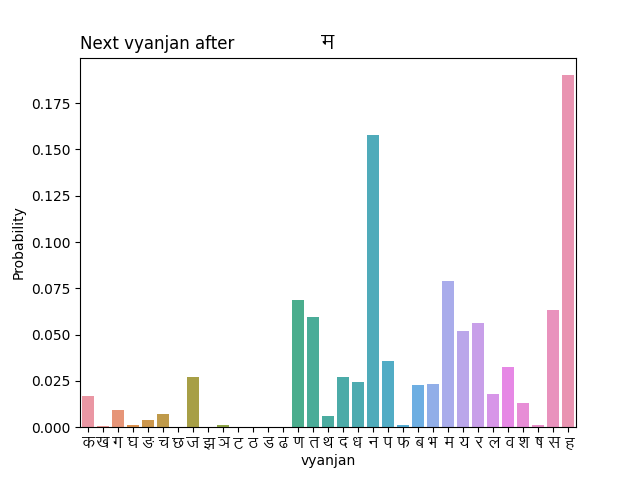 Next vyanjan after म
0.175
0.150
0.125
0.100
0.075
0.050
0.025
0.000
Probability
क ख ग घ ङ च छ ज झ ञ ट ठ ड ढ ण त थ द ध न प फ ब भ म य र ल व श ष स ह
vyanjan